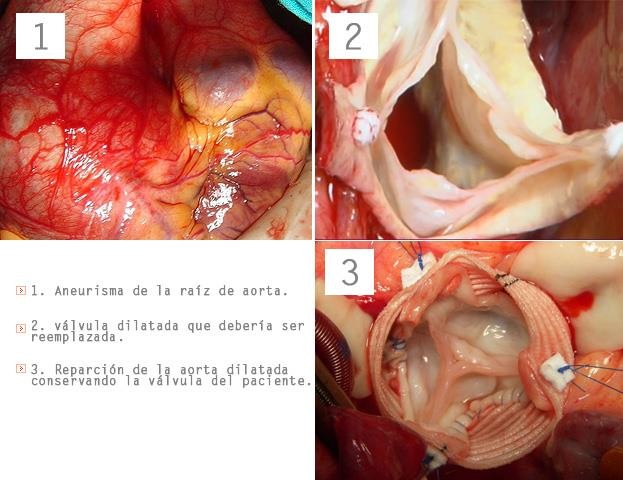 1
2
3
1. Aneurisma de la raíz de aorta.
2. válvula dilatada que debería ser
reemplazada.
3. Reparción de la aorta dilatada
conservando la válvula del paciente.